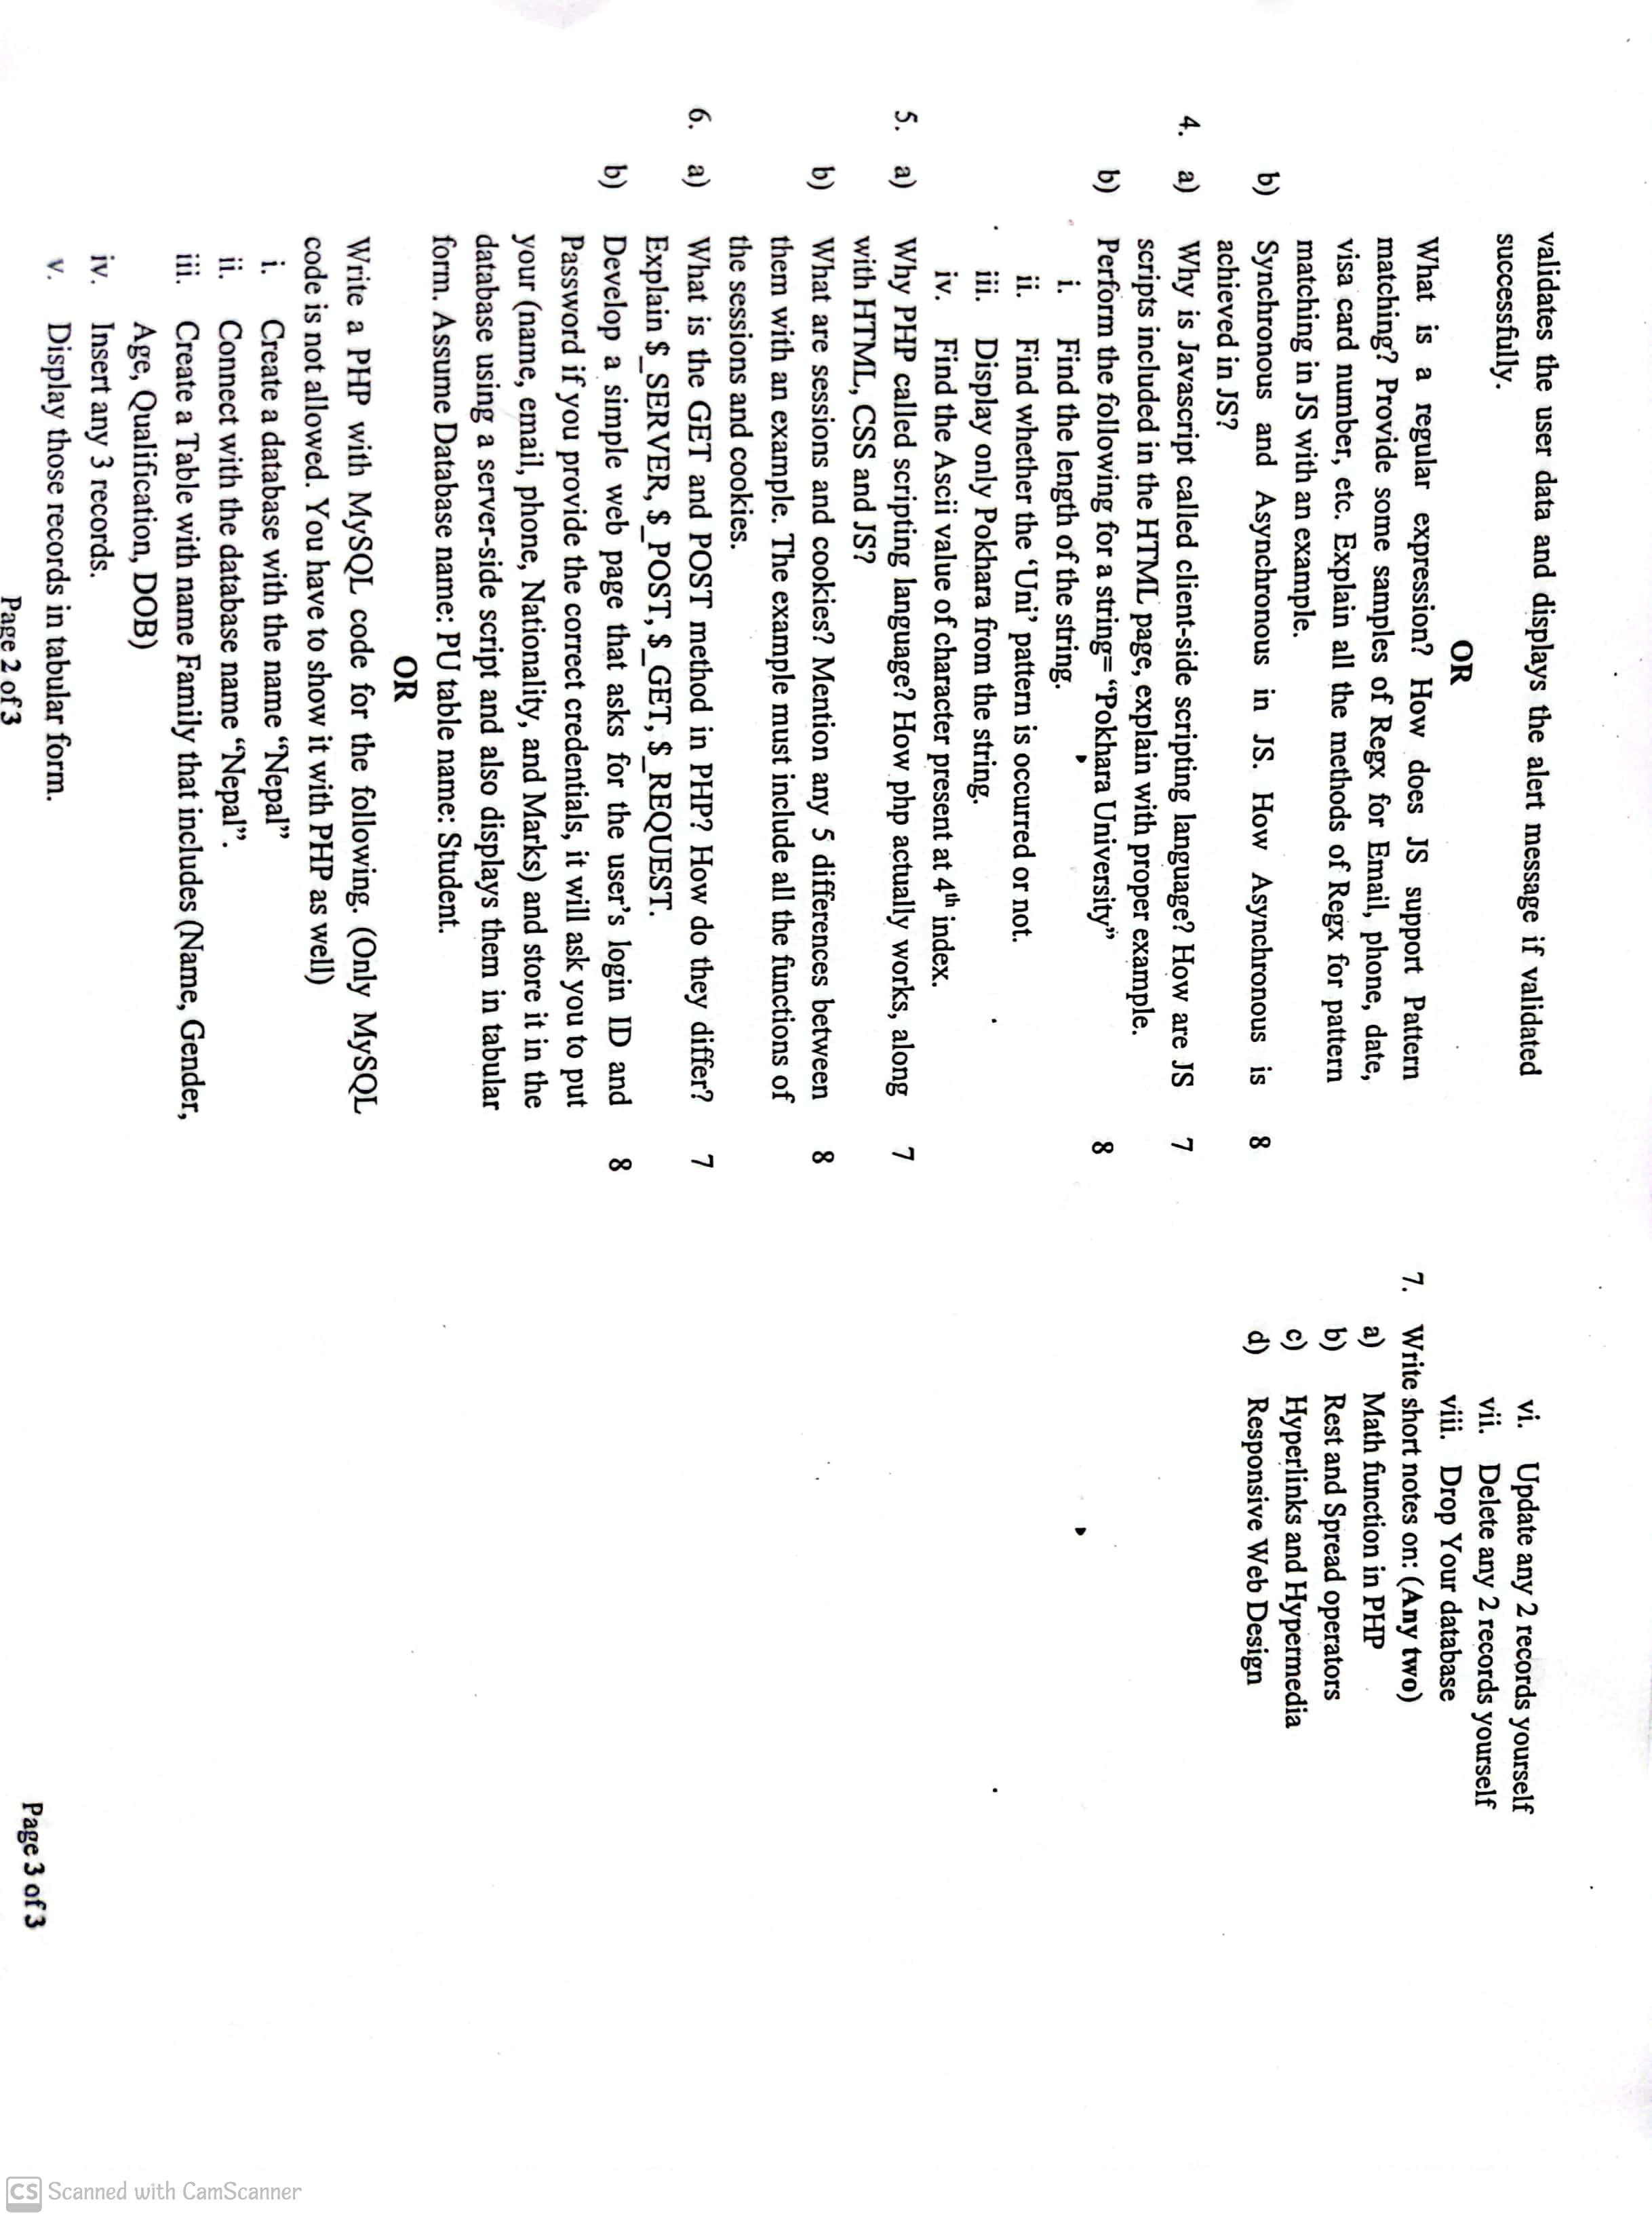 validates the user data and displays the alert message if validated
successfully.
OR
What is a regular expression? How does JS support Pattern
matching? Provide some samples of Regx for Email, phone, date,
visa card number, etc. Explain all the methods of Regx for pattern
matching in JS with an example.
b) Synchronous and Asynchronous in JS. How Asynchronous is 8
achieved in JS?
4. a) Why is Javascript called client-side scripting language? How are JS 7
scripts included in the HTML page, explain with proper example.
b) Perform the following for a string= “Pokhara University” 8
i. Find the length of the string.
ii. Find whether the ‘Uni’ pattern is occurred or not.
iii. Display only Pokhara from the string.
iv. Find the Ascii value of character present at 4th index.
5. a) Why PHP called scripting language? How php actually works, along 7
with HTML, CSS and JS?
b) What are sessions and cookies? Mention any 5 differences between 8
them with an example. The example must include all the functions of
the sessions and cookies.
6. a) What is the GET and POST method in PHP? How do they differ? 7
Explain $_SERVER, $_POST, $_GET, $_REQUEST.
b) Develop a simple web page that asks for the user’s login ID and 8
Password if you provide the correct credentials, it will ask you to put
your (name, email, phone, Nationality, and Marks) and store it in the
database using a server-side script and also displays them in tabular
form. Assume Database name: PU table name: Student.
OR
Write a PHP with MySQL code for the following. (Only MySQL
code is not allowed. You have to show it with PHP as well)
i. Create a database with the name “Nepal”
ii. Connect with the database name “Nepal”.
iii. Create a Table with name Family that includes (Name, Gender,
Age, Qualification, DOB)
iv. Insert any 3 records.
v. Display those records in tabular form.
Page 2 of 3
vi. Update any 2 records yourself
vii. Delete any 2 records yourself
viii. Drop Your database
7. Write short notes on: (Any two)
a) Math function in PHP
b) Rest and Spread operators
c) Hyperlinks and Hypermedia
d) Responsive Web Design
Page 3 of 3
CS Scanned with CamScanner